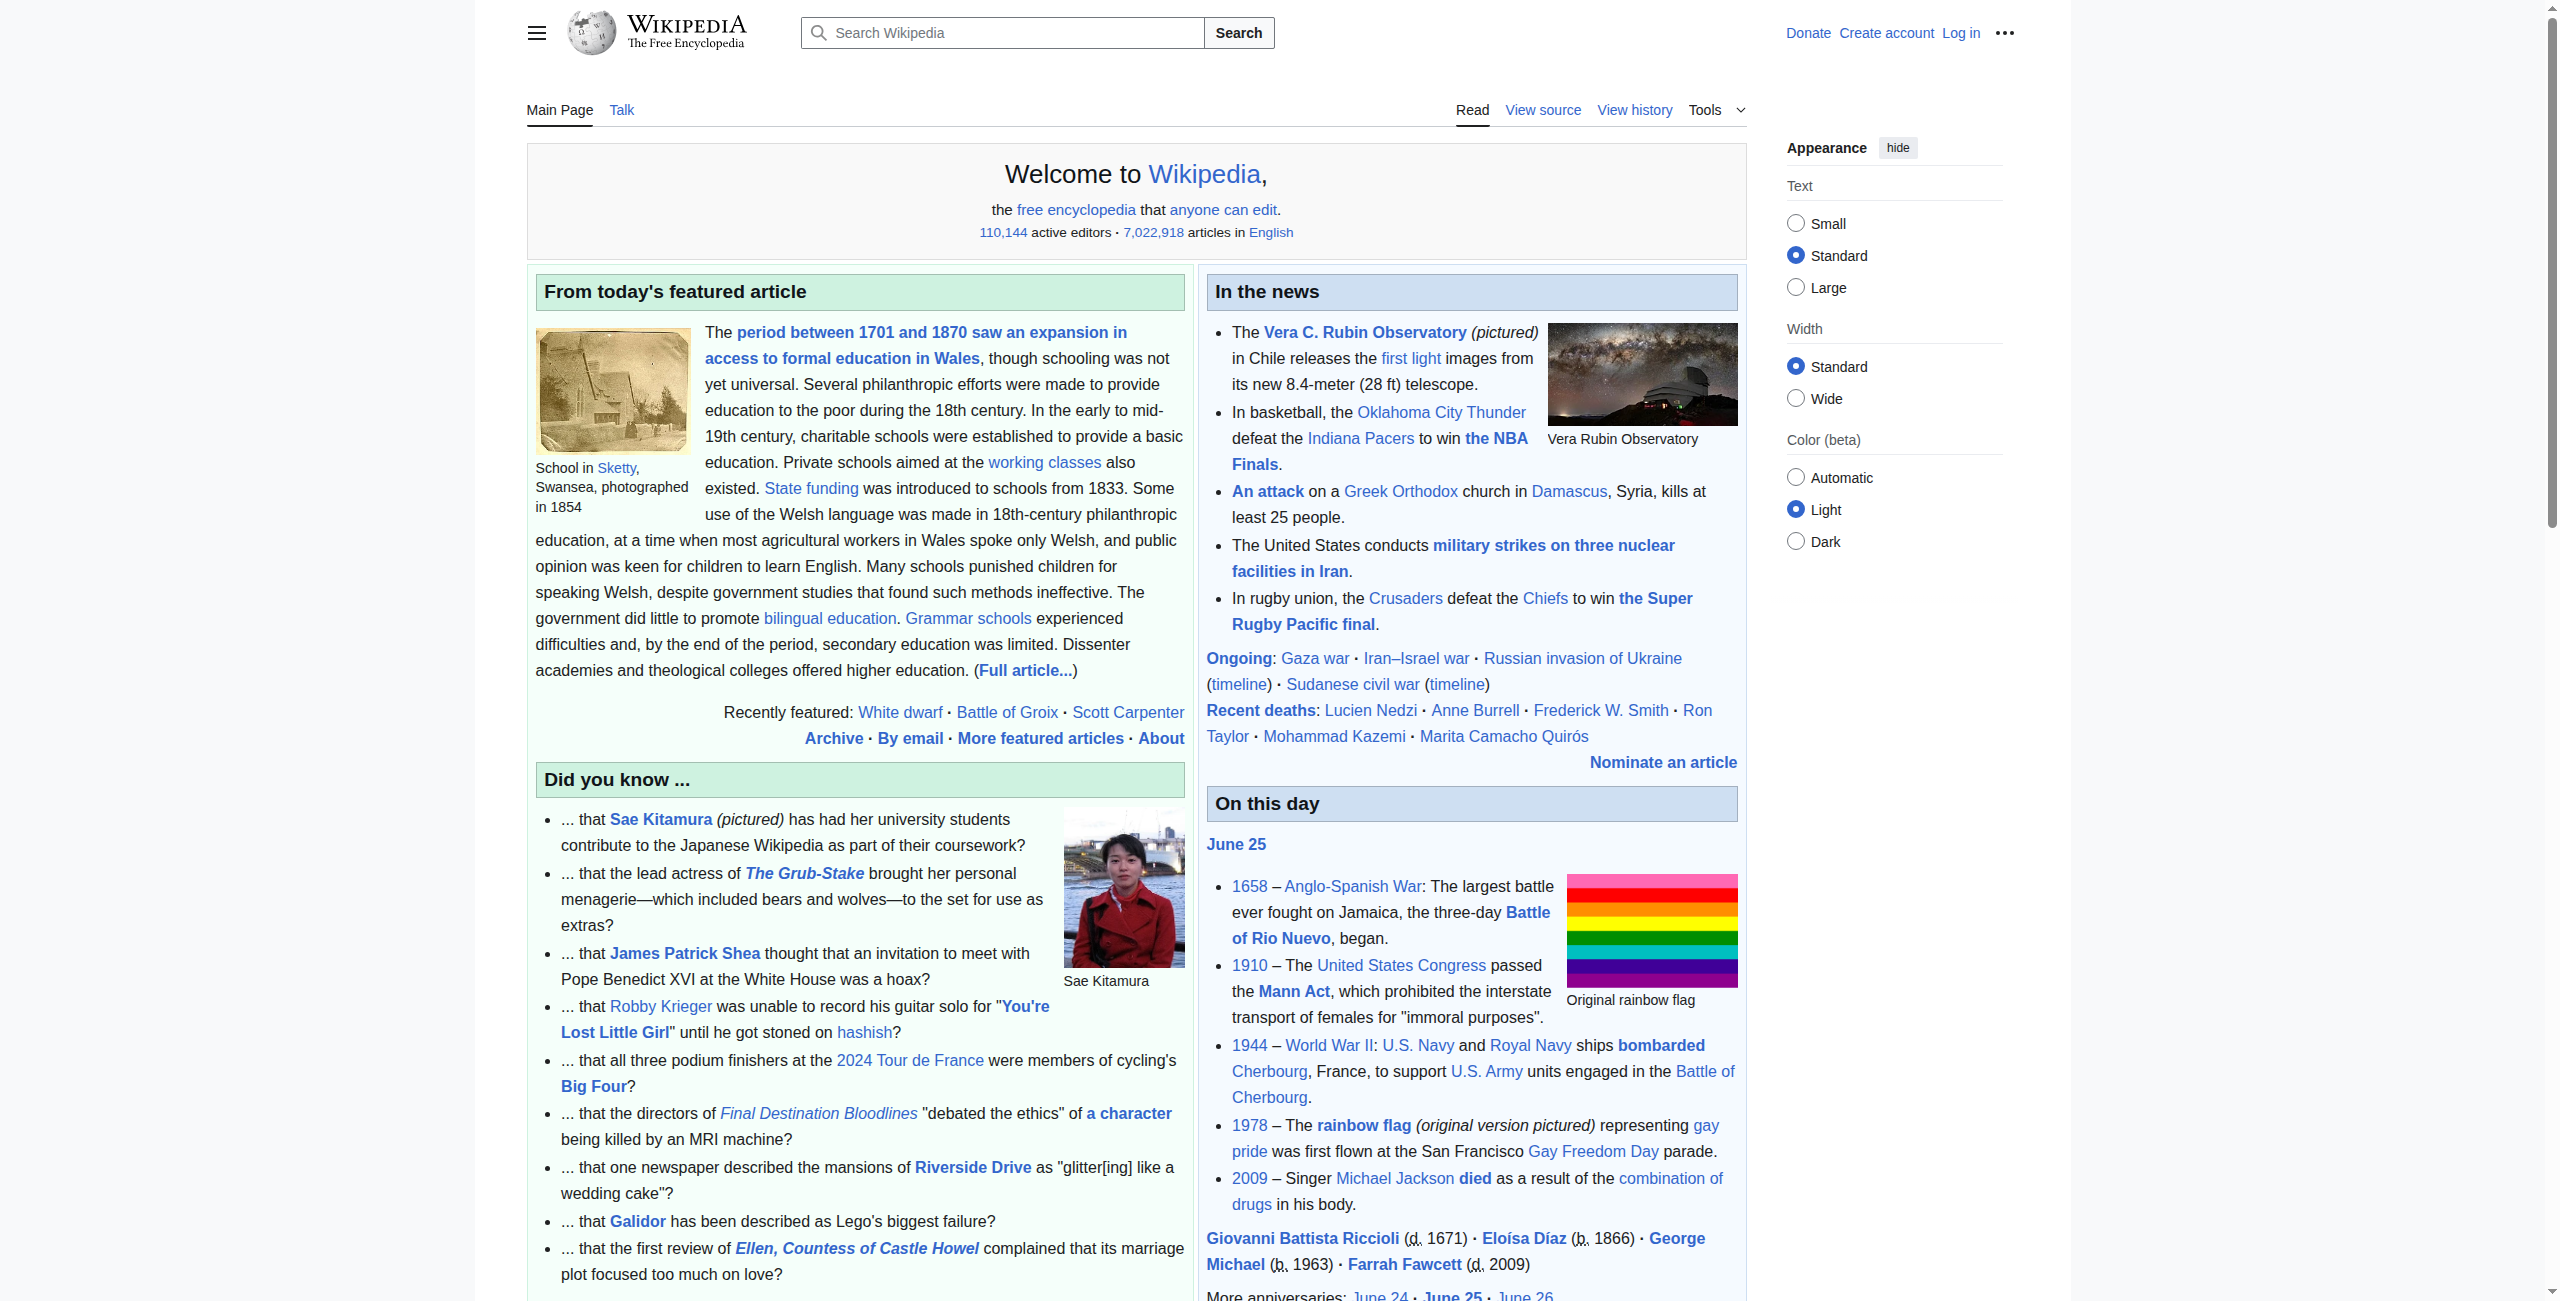 WIKIPEDIA
The Free Encyclopedia
Search Wikipedia
Search
Donate Create account Log in
Main Page Talk
Read View source View history Tools
Welcome to Wikipedia,
the free encyclopedia that anyone can edit.
110,144 active editors · 7,022,918 articles in English
From today's featured article
School in Sketty,
Swansea, photographed
in 1854
The period between 1701 and 1870 saw an expansion in
access to formal education in Wales, though schooling was not
yet universal. Several philanthropic efforts were made to provide
education to the poor during the 18th century. In the early to mid-
19th century, charitable schools were established to provide a basic
education. Private schools aimed at the working classes also
existed. State funding was introduced to schools from 1833. Some
use of the Welsh language was made in 18th-century philanthropic
education, at a time when most agricultural workers in Wales spoke only Welsh, and public
opinion was keen for children to learn English. Many schools punished children for
speaking Welsh, despite government studies that found such methods ineffective. The
government did little to promote bilingual education. Grammar schools experienced
difficulties and, by the end of the period, secondary education was limited. Dissenter
academies and theological colleges offered higher education. (Full article...)
Recently featured: White dwarf · Battle of Groix · Scott Carpenter
Archive · By email · More featured articles · About
Did you know ...
... that Sae Kitamura (pictured) has had her university students
contribute to the Japanese Wikipedia as part of their coursework?
... that the lead actress of The Grub-Stake brought her personal
menagerie—which included bears and wolves—to the set for use as
extras?
... that James Patrick Shea thought that an invitation to meet with
Pope Benedict XVI at the White House was a hoax?
... that Robby Krieger was unable to record his guitar solo for "You're
Lost Little Girl" until he got stoned on hashish?
... that all three podium finishers at the 2024 Tour de France were members of cycling's
Big Four?
... that the directors of Final Destination Bloodlines "debated the ethics" of a character
being killed by an MRI machine?
... that one newspaper described the mansions of Riverside Drive as "glitter[ing] like a
wedding cake"?
... that Galidor has been described as Lego's biggest failure?
... that the first review of Ellen, Countess of Castle Howel complained that its marriage
plot focused too much on love?
Sae Kitamura
In the news
The Vera C. Rubin Observatory (pictured)
in Chile releases the first light images from
its new 8.4-meter (28 ft) telescope.
In basketball, the Oklahoma City Thunder
defeat the Indiana Pacers to win the NBA
Finals.
An attack on a Greek Orthodox church in Damascus, Syria, kills at
least 25 people.
The United States conducts military strikes on three nuclear
facilities in Iran.
In rugby union, the Crusaders defeat the Chiefs to win the Super
Rugby Pacific final.
Vera Rubin Observatory
Ongoing: Gaza war · Iran–Israel war · Russian invasion of Ukraine
(timeline) · Sudanese civil war (timeline)
Recent deaths: Lucien Nedzi · Anne Burrell · Frederick W. Smith · Ron
Taylor · Mohammad Kazemi · Marita Camacho Quirós
Nominate an article
On this day
June 25
1658 – Anglo-Spanish War: The largest battle
ever fought on Jamaica, the three-day Battle
of Rio Nuevo, began.
1910 – The United States Congress passed
the Mann Act, which prohibited the interstate
transport of females for "immoral purposes".
1944 – World War II: U.S. Navy and Royal Navy ships bombarded
Cherbourg, France, to support U.S. Army units engaged in the Battle of
Cherbourg.
1978 – The rainbow flag (original version pictured) representing gay
pride was first flown at the San Francisco Gay Freedom Day parade.
2009 – Singer Michael Jackson died as a result of the combination of
drugs in his body.
Original rainbow flag
Giovanni Battista Riccioli (d. 1671) · Eloísa Díaz (b. 1866) · George
Michael (b. 1963) · Farrah Fawcett (d. 2009)
More anniversaries: June 24 · June 25 · June 26
Appearance hide
Text
Small
Standard
Large
Width
Standard
Wide
Color (beta)
Automatic
Light
Dark